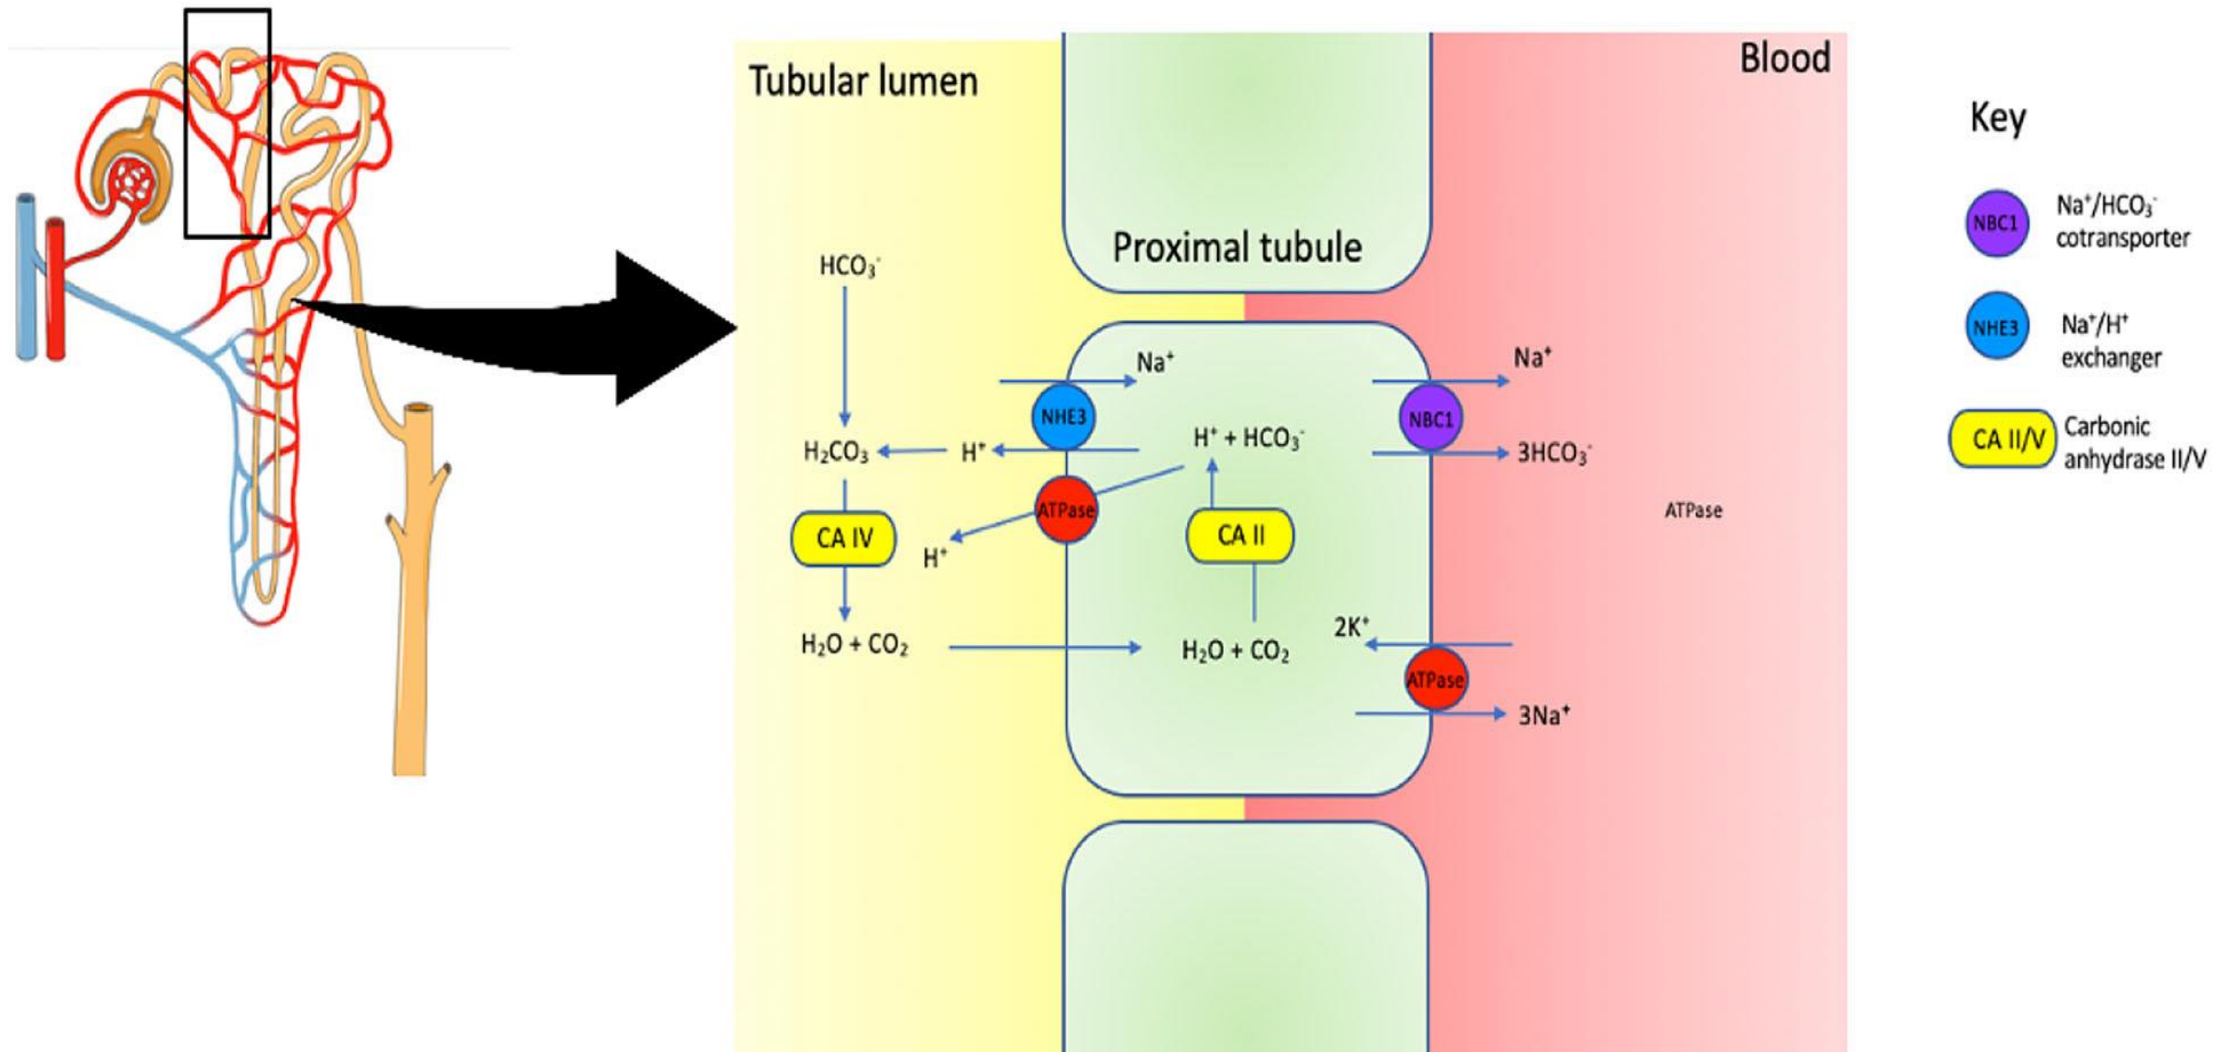 Tubular lumen
Blood
Proximal tubule
HCO₃⁻
H₂CO₃
H⁺
CA IV
H⁺
H₂O + CO₂
NHE3
Na⁺
ATPase
H⁺ + HCO₃⁻
CA II
H₂O + CO₂
NBC1
Na⁺
3HCO₃⁻
2K⁺
ATPase
3Na⁺
ATPase
Key
NBC1
Na⁺/HCO₃⁻
cotransporter
NHE3
Na⁺/H⁺
exchanger
CA II/V
Carbonic
anhydrase II/V